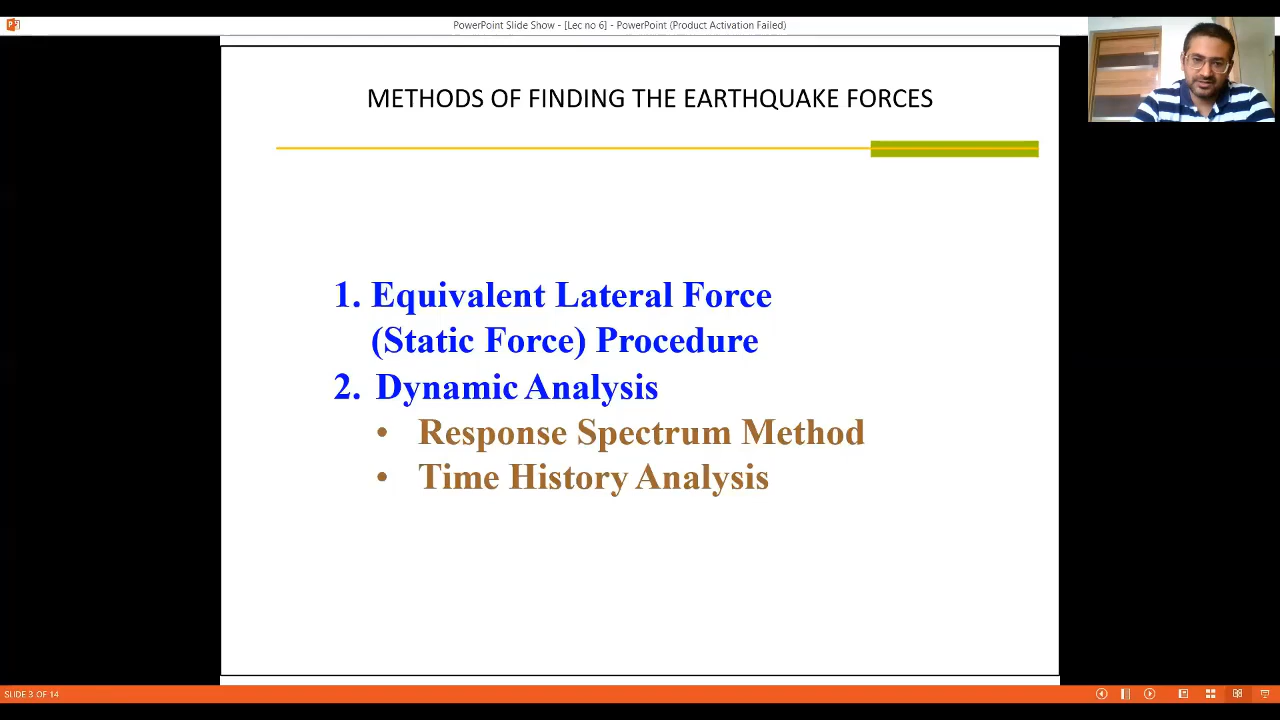 PowerPoint Slide Show - [Lec no 6] - PowerPoint (Product Activation Failed)
METHODS OF FINDING THE EARTHQUAKE FORCES
1. Equivalent Lateral Force
(Static Force) Procedure
2. Dynamic Analysis
• Response Spectrum Method
• Time History Analysis
SLIDE 3 OF 14